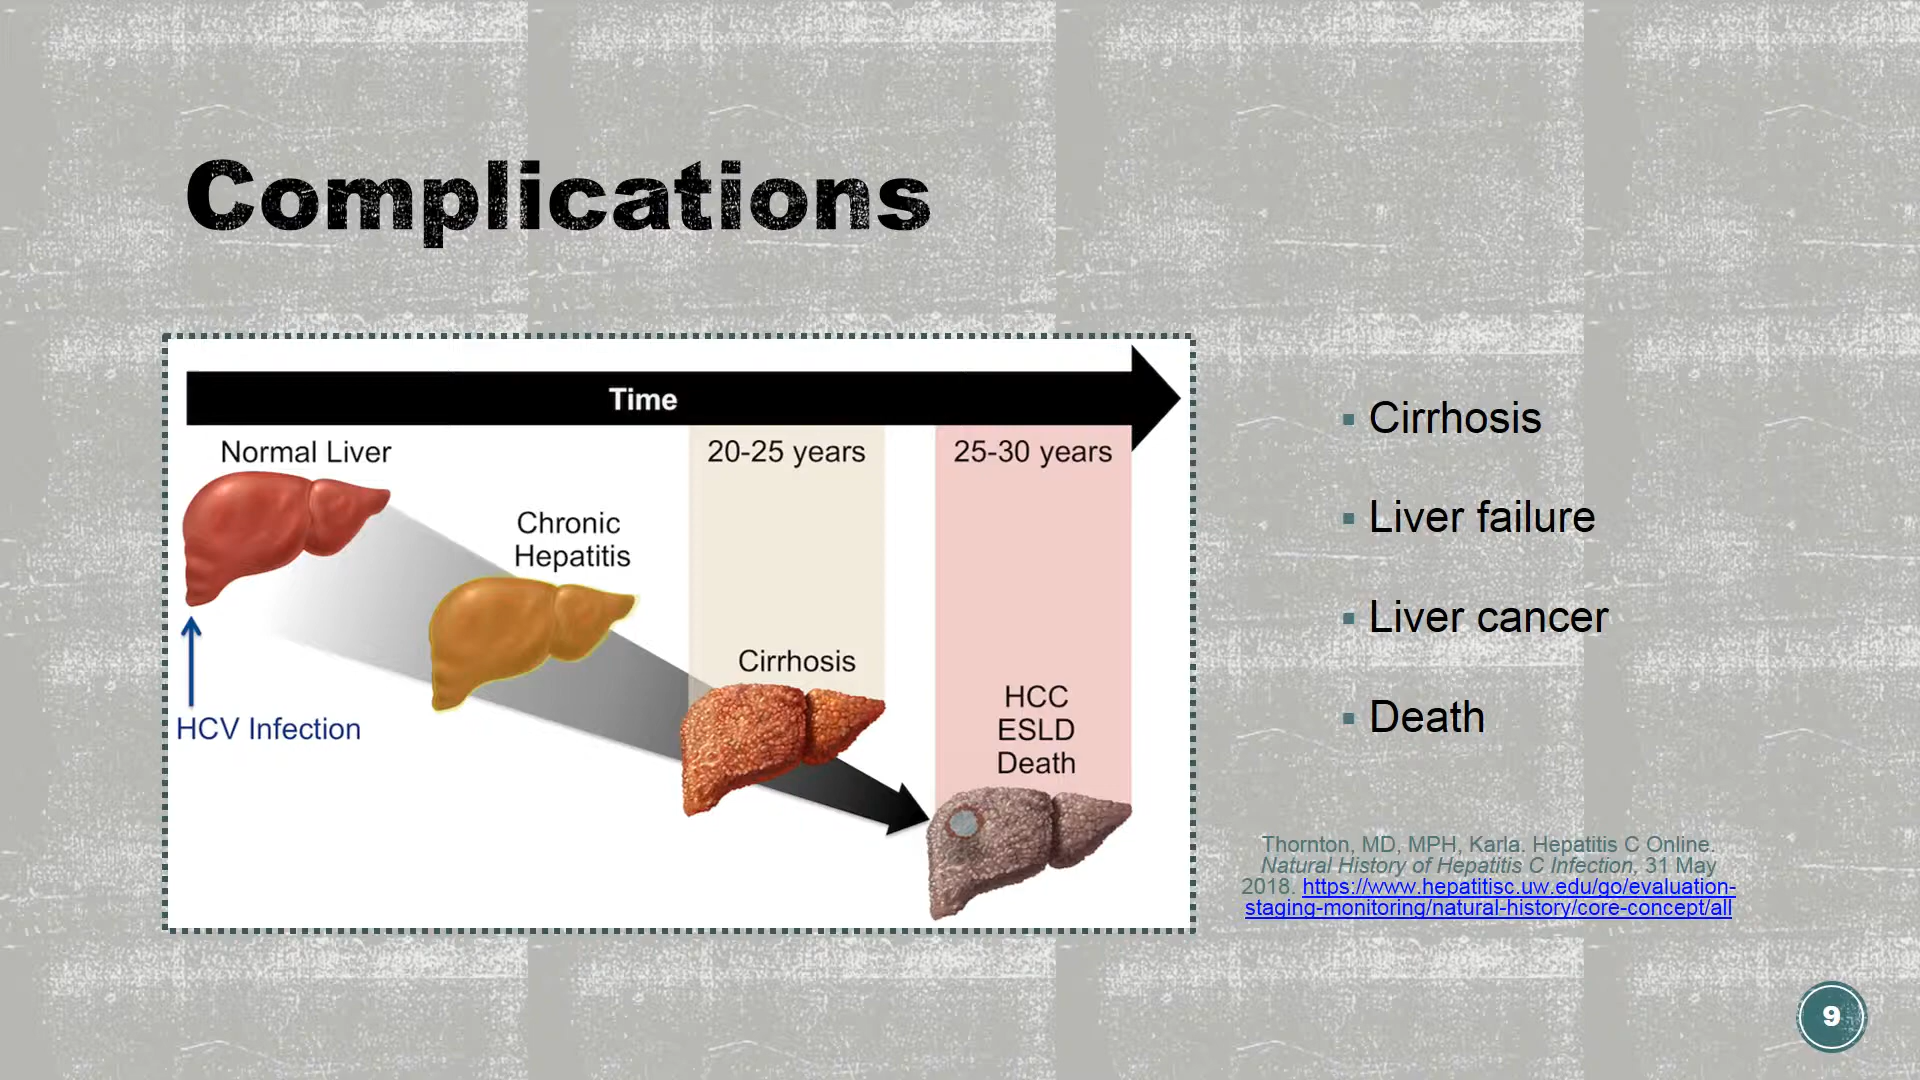 Complications
Time
Normal Liver
20-25 years
25-30 years
Chronic
Hepatitis
Cirrhosis
HCC
ESLD
Death
HCV Infection
Cirrhosis
Liver failure
Liver cancer
Death
Thornton, MD, MPH, Karla. Hepatitis C Online.
Natural History of Hepatitis C Infection, 31 May
2018. https://www.hepatitisc.uw.edu/go/evaluation-
staging-monitoring/natural-history/core-concept/all
9